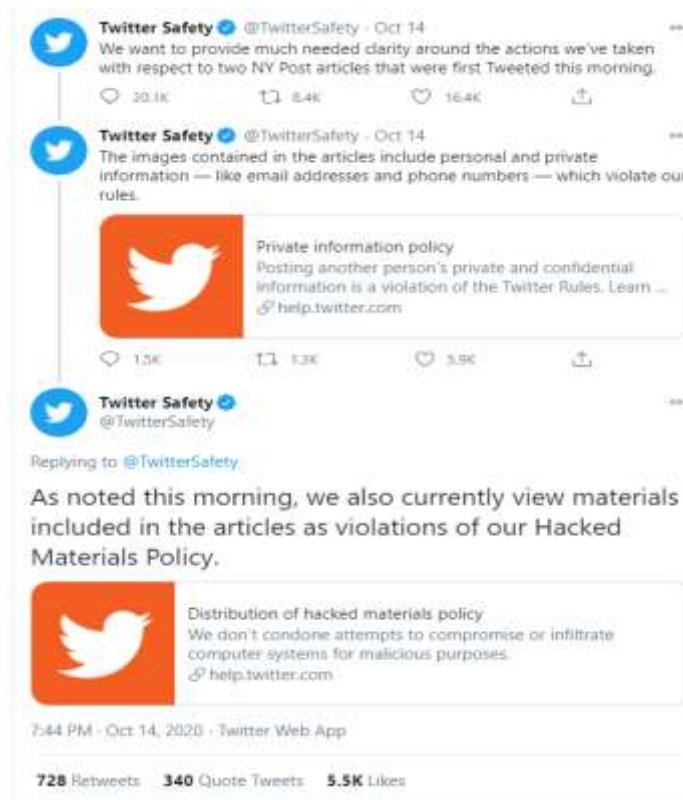 Twitter Safety @TwitterSafety · Oct 14
We want to provide much needed clarity around the actions we've taken
with respect to two NY Post articles that were first Tweeted this morning.
20.1K 8.4K 16.4K
Twitter Safety @TwitterSafety · Oct 14
The images contained in the articles include personal and private
information — like email addresses and phone numbers — which violate our
rules.
Private information policy
Posting another person's private and confidential
information is a violation of the Twitter Rules. Learn ...
help.twitter.com
1.5K 1.3K 5.9K
Twitter Safety
@TwitterSafety
Replying to @TwitterSafety
As noted this morning, we also currently view materials
included in the articles as violations of our Hacked
Materials Policy.
Distribution of hacked materials policy
We don't condone attempts to compromise or infiltrate
computer systems for malicious purposes.
help.twitter.com
7:44 PM · Oct 14, 2020 · Twitter Web App
728 Retweets 340 Quote Tweets 5.5K Likes